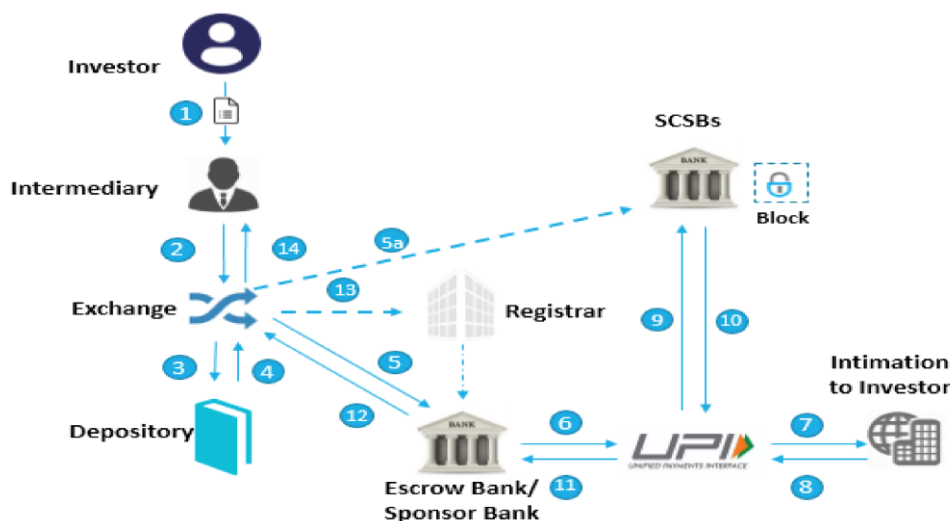 Investor
1
SCSBs
BANK
Intermediary
Block
2
14
5a
13
Exchange
Registrar
9
10
3
4
5
12
Intimation
to Investor
Depository
BANK
6
7
UPI
UNIFIED PAYMENTS INTERFACE
11
8
Escrow Bank/
Sponsor Bank